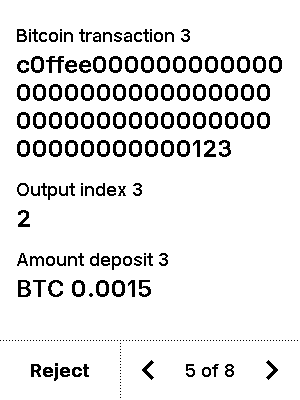 Bitcoin transaction 3
c0ffee000000000000
0000000000000000
0000000000000000
00000000000123
Output index 3
2
Amount deposit 3
BTC 0.0015
Reject
5 of 8